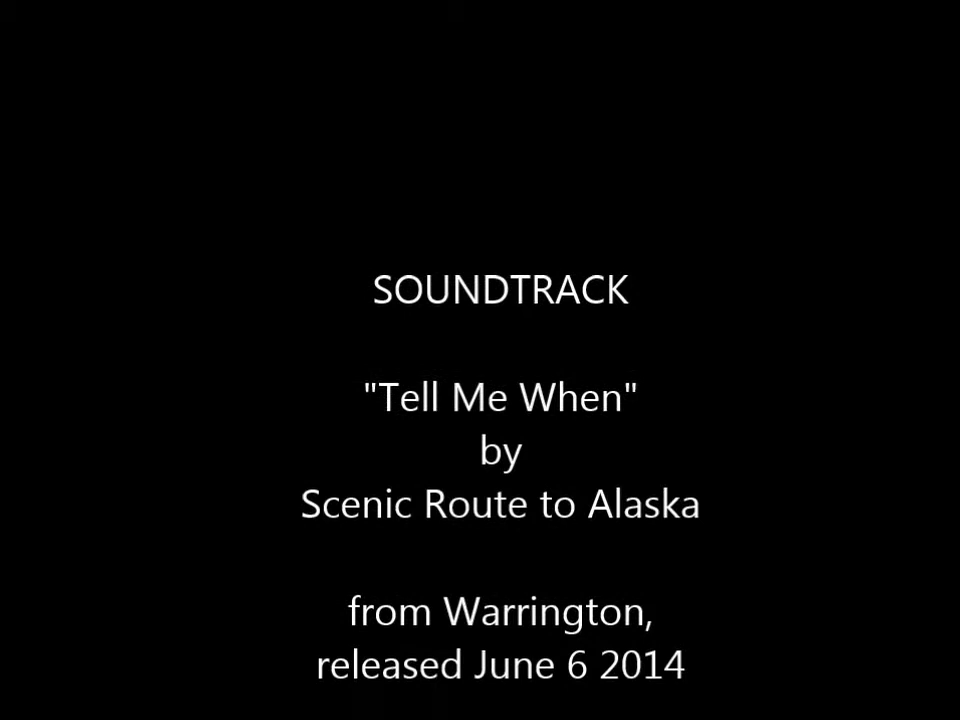 SOUNDTRACK
"Tell Me When"
by
Scenic Route to Alaska
from Warrington,
released June 6 2014